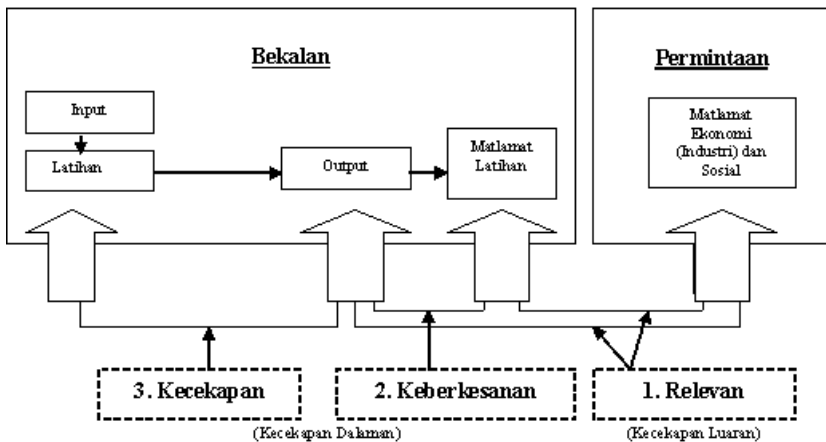 Bekalan
Permintaan
Input
Latihan
Output
Matlamat
Latihan
Matlamat
Ekonomi
(Industri) dan
Sosial
3. Kecekapan
2. Keberkesanan
1. Relevan
(Kecekapan Dalaman)
(Kecekapan Luaran)